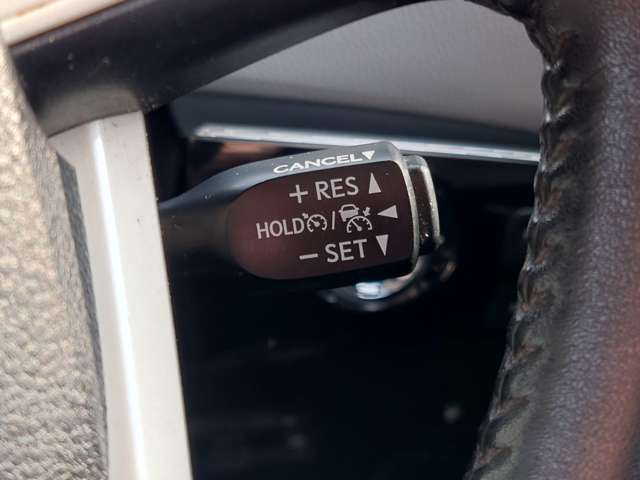 CANCEL
+ RES
HOLD /
− SET